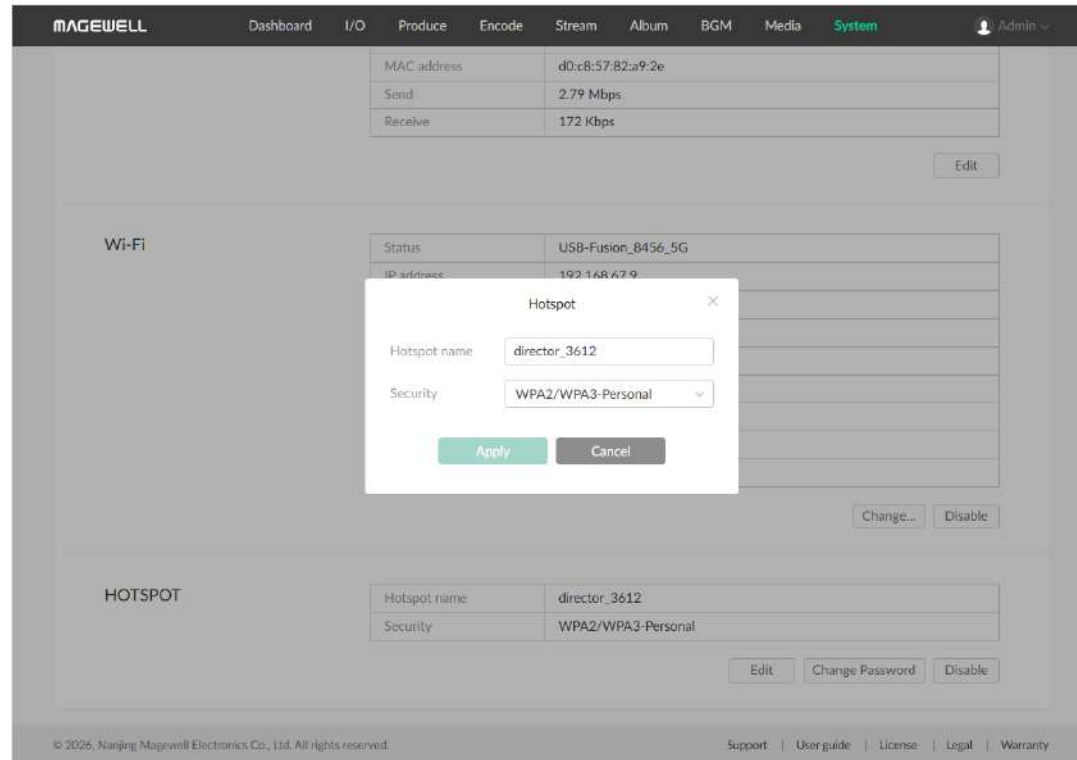 MAGEWELL Dashboard I/O Produce Encode Stream Album BGM Media System Admin
MAC address d0:c8:57:82:a9:2e
Send 2.79 Mbps
Receive 172 Kbps
Edit
Wi-Fi
Status USB-Fusion_8456_5G
IP address 192.168.67.9
Hotspot
Hotspot name director_3612
Security WPA2/WPA3-Personal
Apply Cancel
Change... Disable
HOTSPOT
Hotspot name director_3612
Security WPA2/WPA3-Personal
Edit Change Password Disable
© 2026, Nanjing Magewell Electronics Co., Ltd. All rights reserved. Support | User guide | License | Legal | Warranty